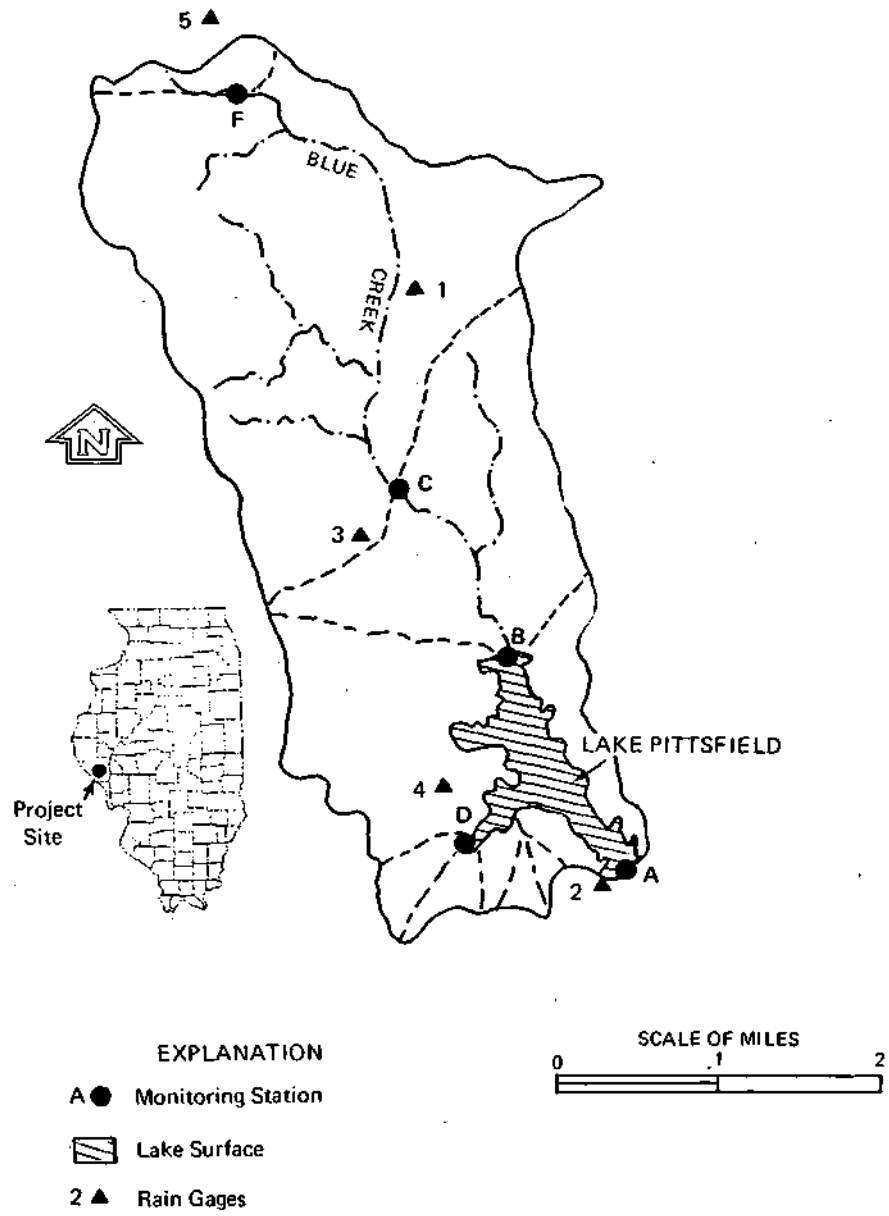 5
F
BLUE
CREEK
1
N
C
3
B
LAKE PITTSFIELD
4
D
Project
Site
2
A
EXPLANATION
A Monitoring Station
Lake Surface
2 Rain Gages
SCALE OF MILES
0 1 2